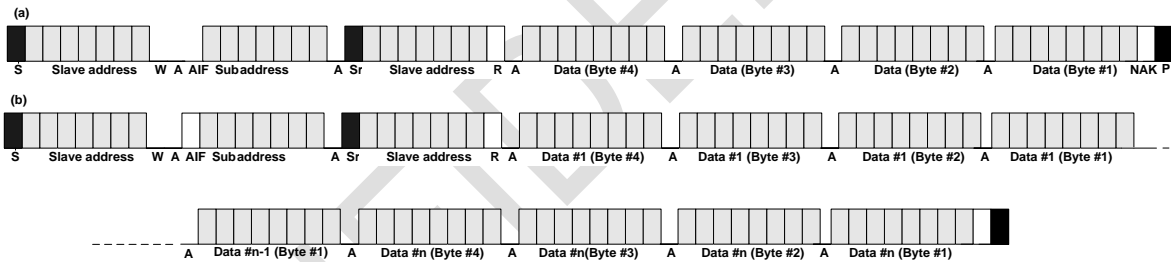 (a)
S Slave address W A AIF Subaddress A Sr Slave address R A Data (Byte #4) A Data (Byte #3) A Data (Byte #2) A Data (Byte #1) NAK P
(b)
S Slave address W A AIF Subaddress A Sr Slave address R A Data #1 (Byte #4) A Data #1 (Byte #3) A Data #1 (Byte #2) A Data #1 (Byte #1)
A Data #n-1 (Byte #1) A Data #n (Byte #4) A Data #n(Byte #3) A Data #n (Byte #2) A Data #n (Byte #1)